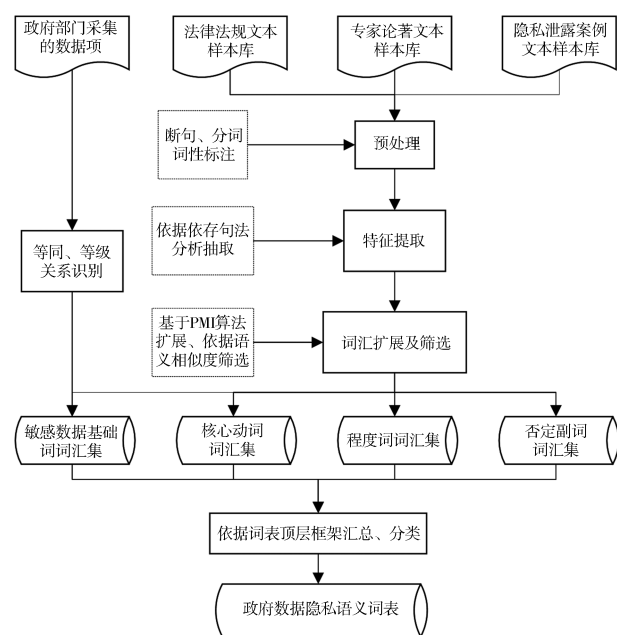 政府部门采集
的数据项
法律法规文本
样本库
专家论著文本
样本库
隐私泄露案例
文本样本库
断句、分词
词性标注
预处理
依据依存句法
分析抽取
特征提取
等同、等级
关系识别
基于PMI算法
扩展、依据语
义相似度筛选
词汇扩展及筛选
敏感数据基础
词词汇集
核心动词
词汇集
程度词词汇集
否定副词
词汇集
依据词表顶层框架汇总、分类
政府数据隐私语义词表